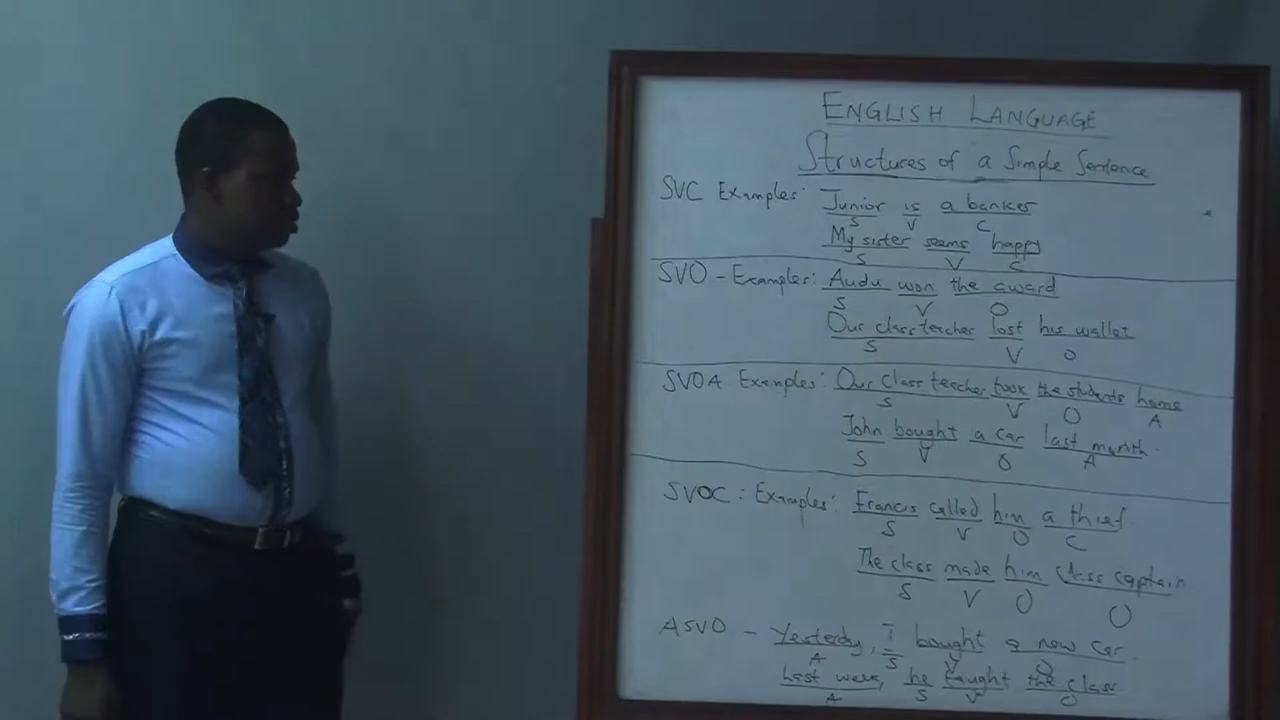 ENGLISH LANGUAGE
Structures of a Simple Sentence
SVC Examples: Junior is a banker
S V C
My sister seems happy
S V C
SVO - Examples: Audu won the award
S V O
Our class teacher lost his wallet
S V O
SVOA Examples: Our class teacher took the students home
S V O A
John bought a car last month.
S V O A
SVOC: Examples: Francis called him a thief
S V O C
The class made him class captain
S V O O
ASVO - Yesterday, I bought a new car.
A S V O
Last week, he taught the class
A S V O